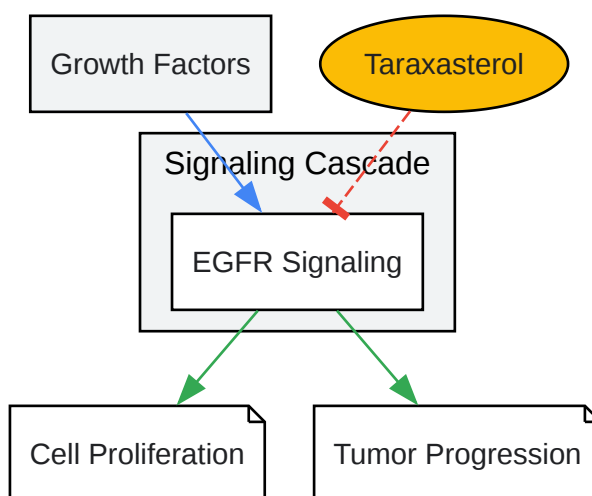 Growth Factors
Taraxasterol
Signaling Cascade
EGFR Signaling
Cell Proliferation
Tumor Progression